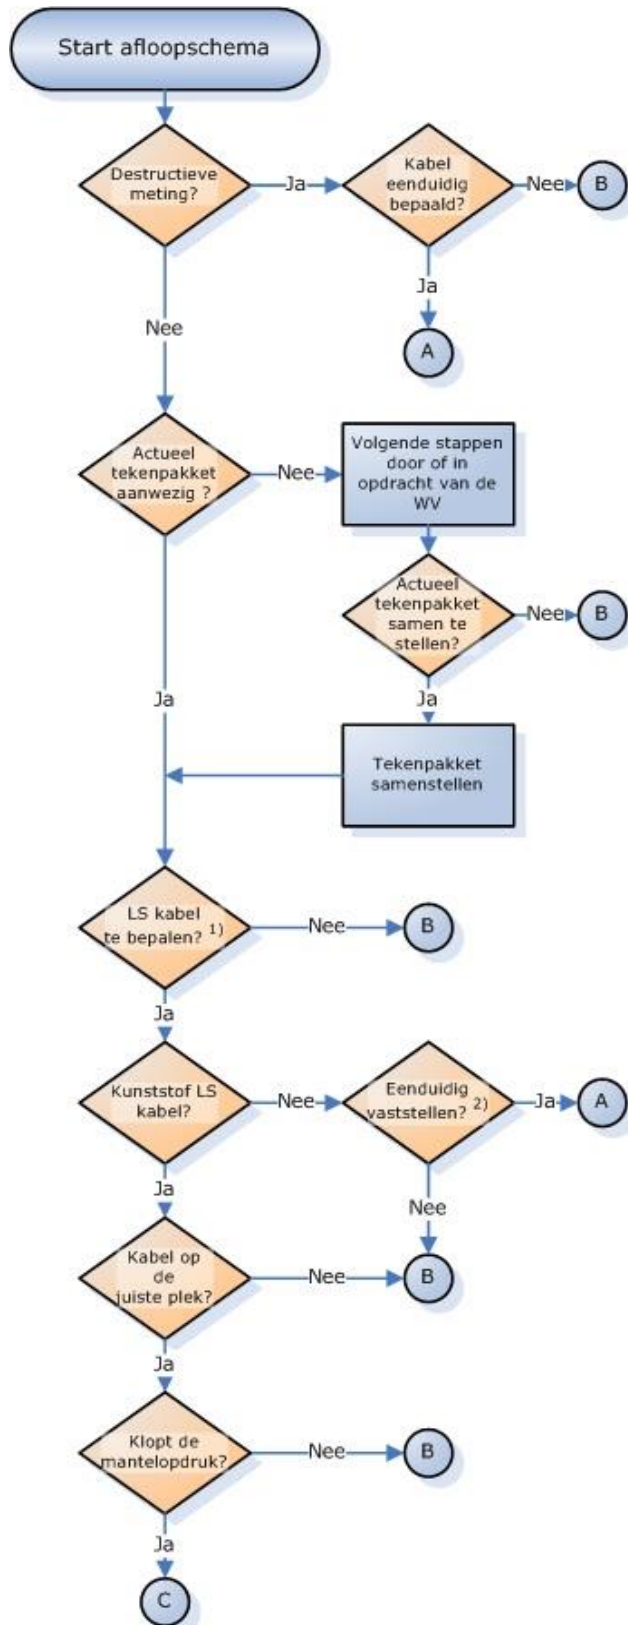 Start afloopschema
Destructieve
meting?
Ja
Kabel
eenduidig
bepaald?
Nee
B
Ja
A
Nee
Actueel
tekenpakket
aanwezig ?
Nee
Volgende stappen
door of in
opdracht van de
WV
Actueel
tekenpakket
samen te
stellen?
Nee
B
Ja
Ja
Tekenpakket
samenstellen
LS kabel
te bepalen? 1)
Nee
B
Ja
Kunststof LS
kabel?
Nee
Eenduidig
vaststellen? 2)
Ja
A
Ja
Nee
Kabel op
de
juiste plek?
Nee
B
Ja
Klopt de
mantelopdruk?
Nee
B
Ja
C